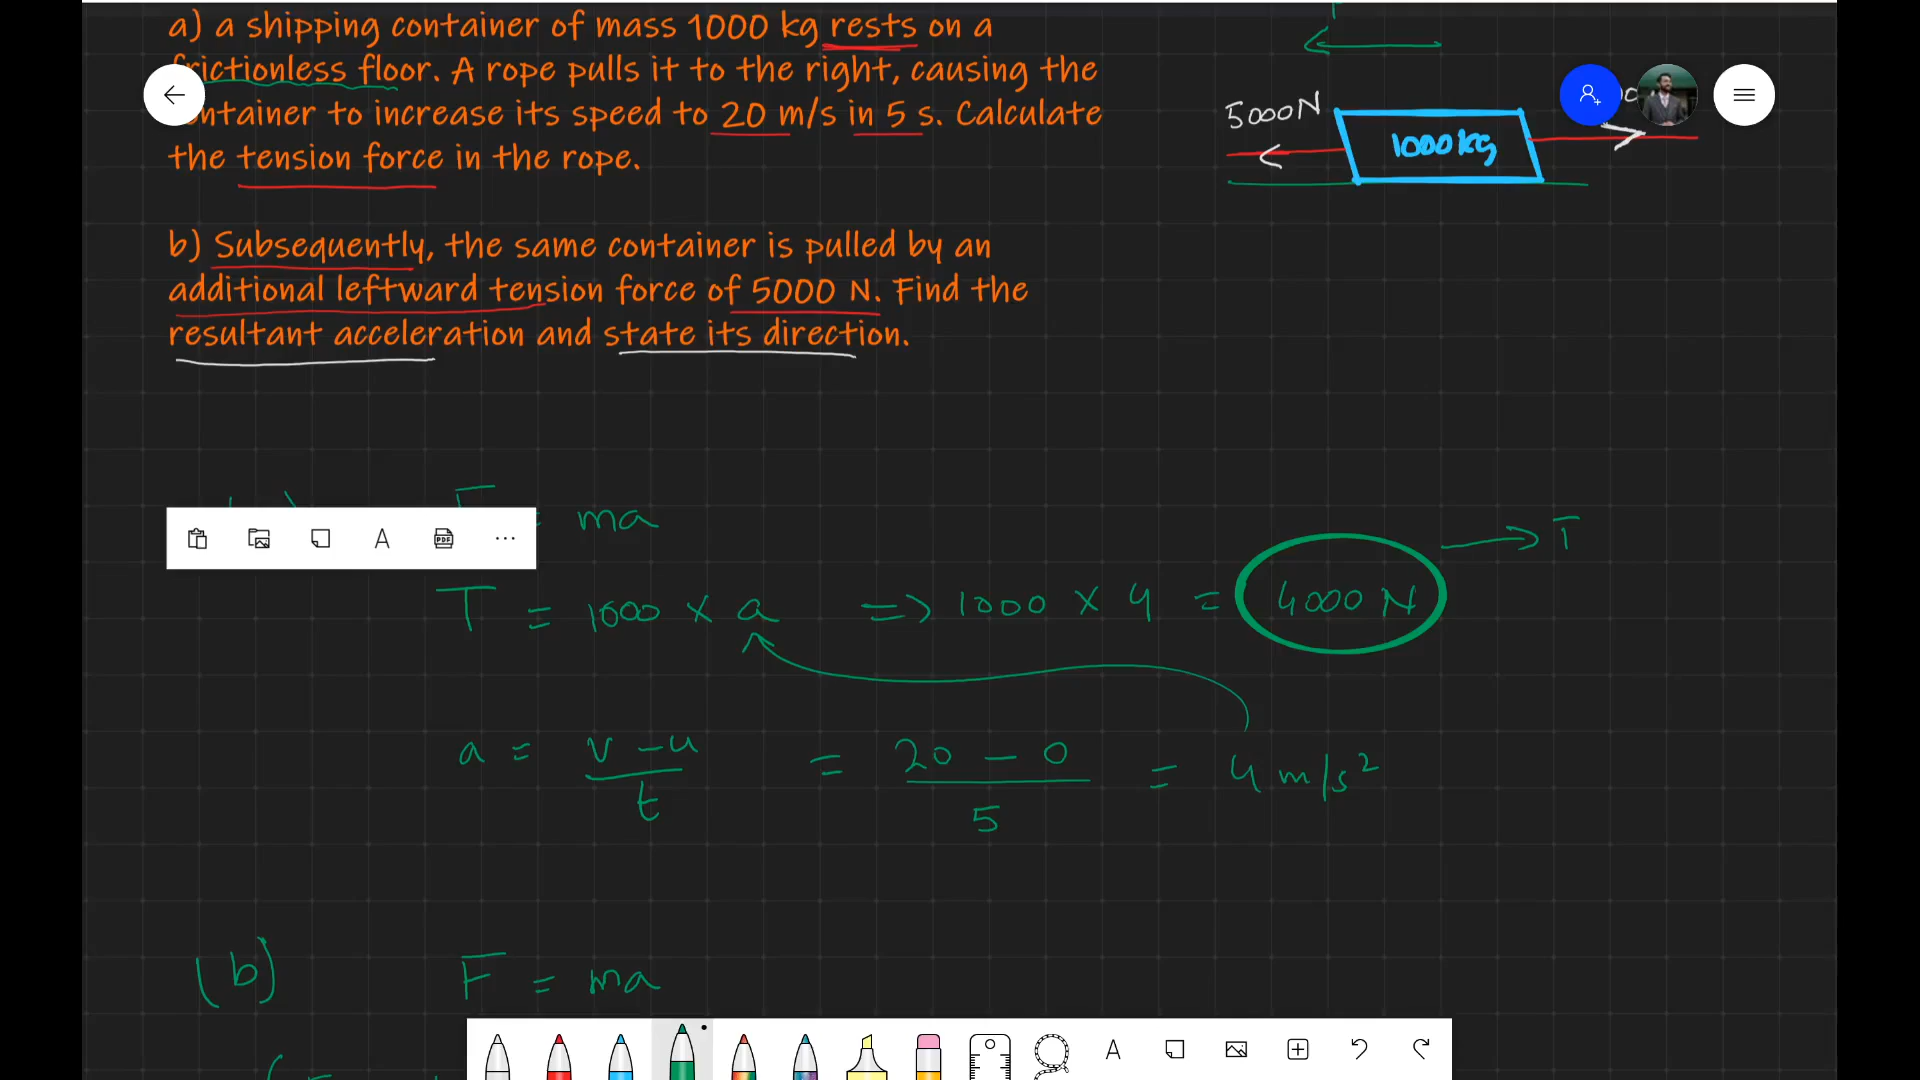 a) a shipping container of mass 1000 kg rests on a
frictionless floor. A rope pulls it to the right, causing the
container to increase its speed to 20 m/s in 5 s. Calculate
the tension force in the rope.
b) Subsequently, the same container is pulled by an
additional leftward tension force of 5000 N. Find the
resultant acceleration and state its direction.
5000N
1000kg
F = ma
T = 1000 × a => 1000 × 4 = 4000 N → T
a = v - u / t = 20 - 0 / 5 = 4 m/s²
(b) F = ma
PDF
A
A